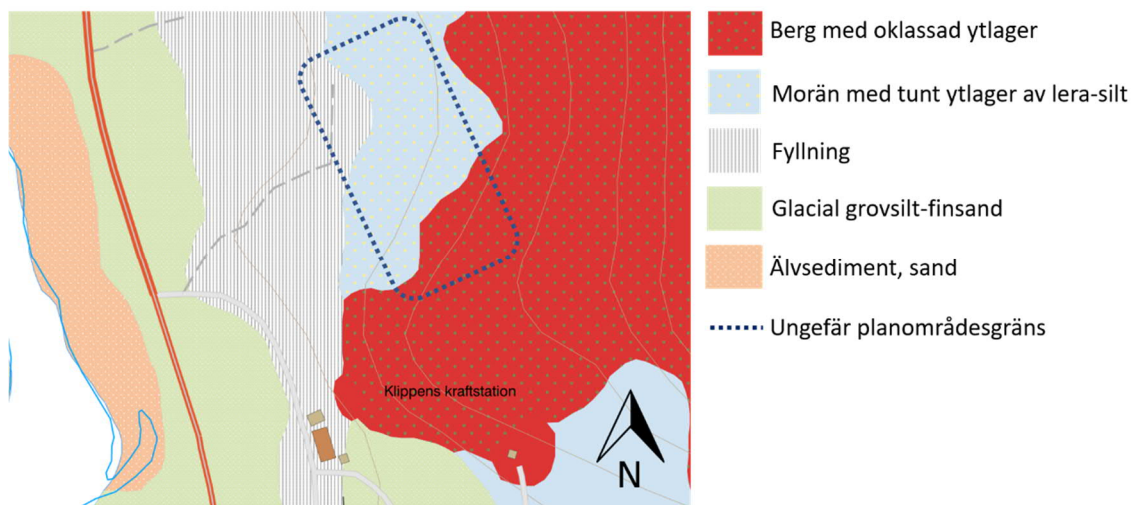 Berg med oklassad ytlager
Morän med tunt ytlager av lera-silt
Fyllning
Glacial grovsilt-finsand
Älvsediment, sand
Ungefär planområdesgräns
Klippens kraftstation
N